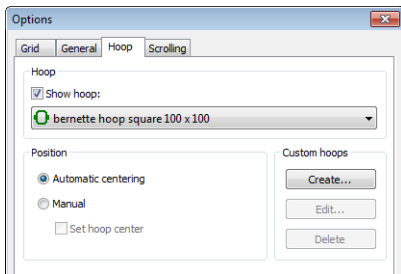 Options
Grid General Hoop Scrolling
Hoop
Show hoop:
bernette hoop square 100 x 100
Position
Automatic centering
Manual
Set hoop center
Custom hoops
Create...
Edit...
Delete